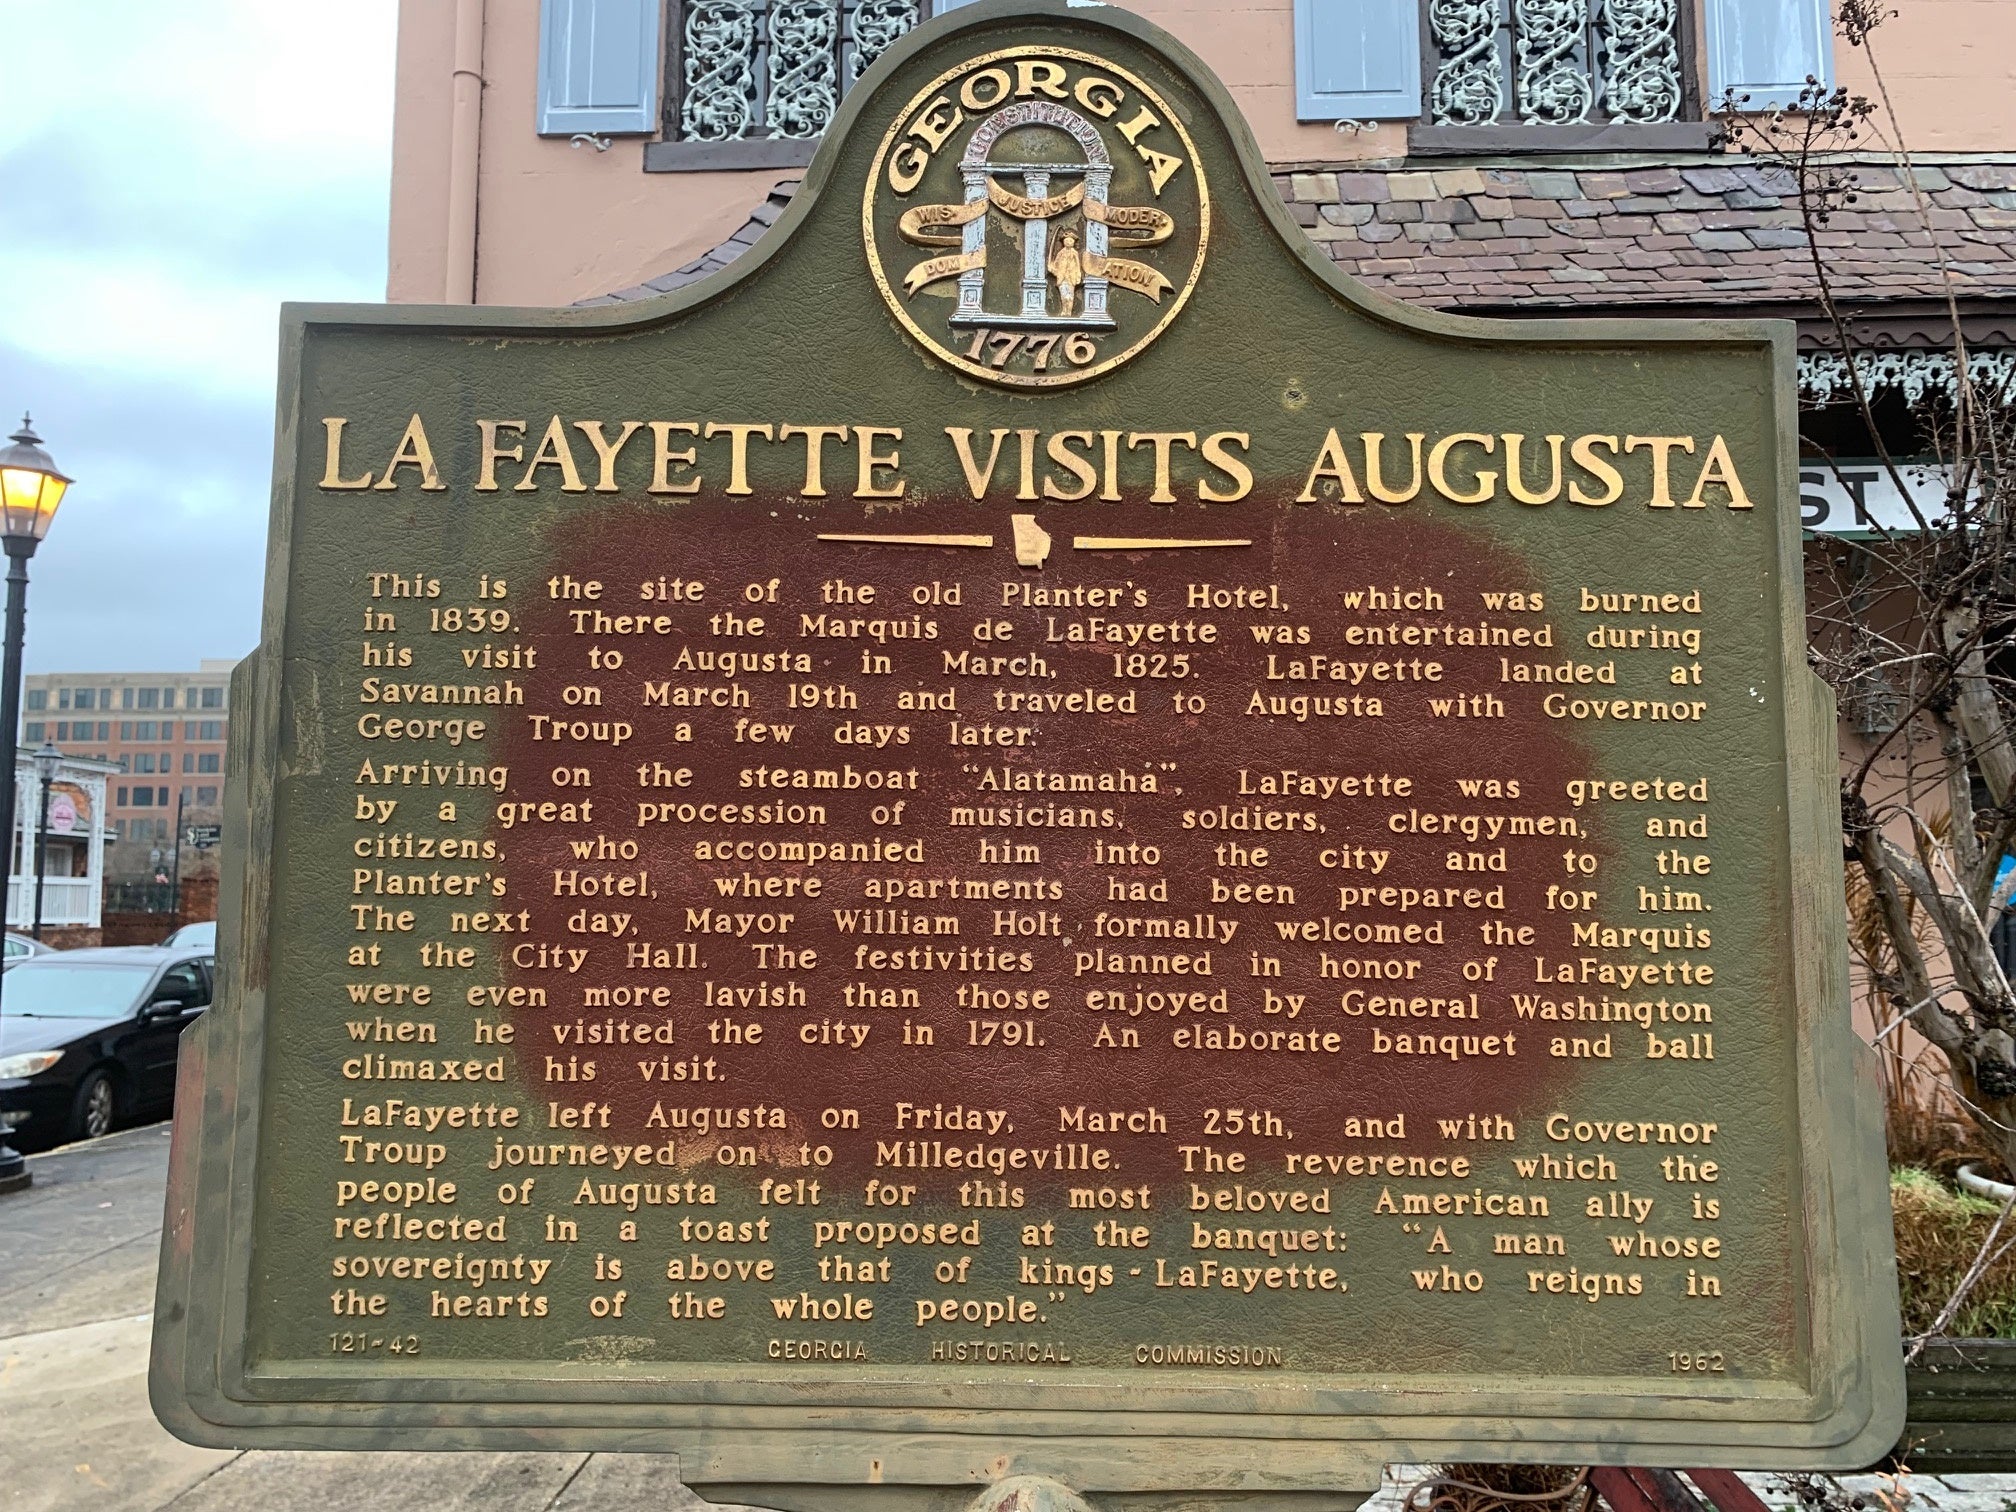 GEORGIA
CONSTITUTION
WIS JUSTICE MODER
DOM ATION
1776
LA FAYETTE VISITS AUGUSTA
This is the site of the old Planter's Hotel, which was burned
in 1839. There the Marquis de LaFayette was entertained during
his visit to Augusta in March, 1825. LaFayette landed at
Savannah on March 19th and traveled to Augusta with Governor
George Troup a few days later.
Arriving on the steamboat "Alatamaha", LaFayette was greeted
by a great procession of musicians, soldiers, clergymen, and
citizens, who accompanied him into the city and to the
Planter's Hotel, where apartments had been prepared for him.
The next day, Mayor William Holt formally welcomed the Marquis
at the City Hall. The festivities planned in honor of LaFayette
were even more lavish than those enjoyed by General Washington
when he visited the city in 1791. An elaborate banquet and ball
climaxed his visit.
LaFayette left Augusta on Friday, March 25th, and with Governor
Troup journeyed on to Milledgeville. The reverence which the
people of Augusta felt for this most beloved American ally is
reflected in a toast proposed at the banquet: "A man whose
sovereignty is above that of kings - LaFayette, who reigns in
the hearts of the whole people."
121-42 GEORGIA HISTORICAL COMMISSION 1962
ST